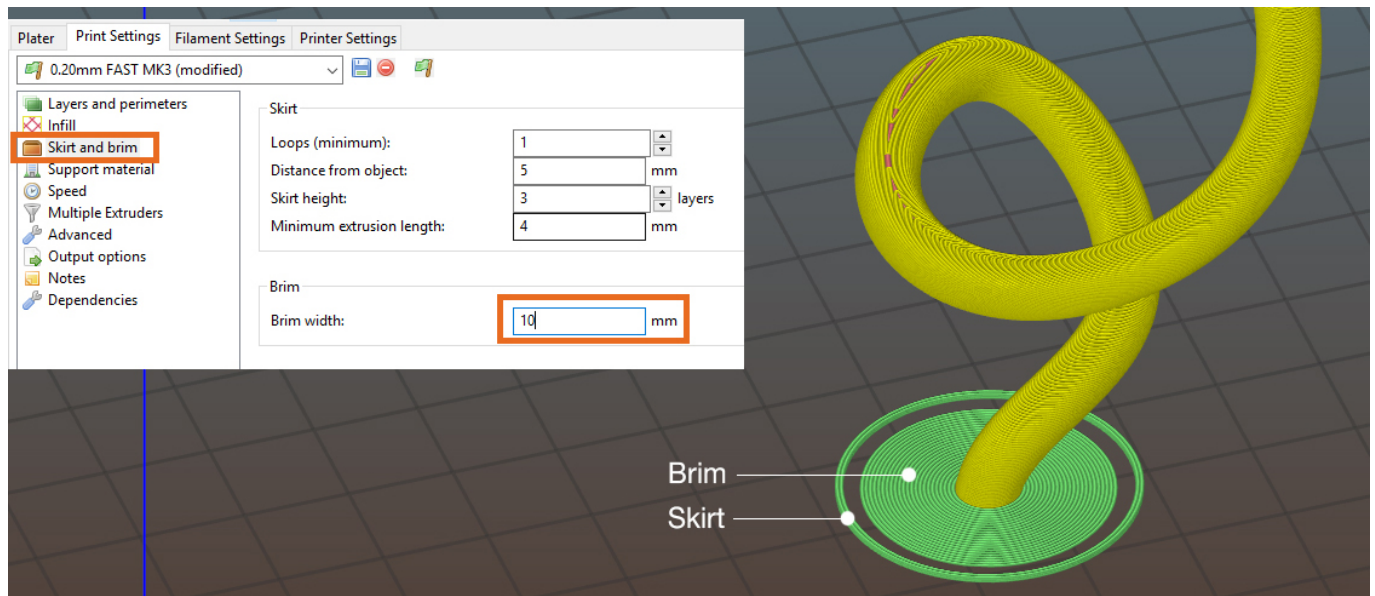 Plater Print Settings Filament Settings Printer Settings
0.20mm FAST MK3 (modified)
Layers and perimeters
Infill
Skirt and brim
Support material
Speed
Multiple Extruders
Advanced
Output options
Notes
Dependencies
Skirt
Loops (minimum): 1
Distance from object: 5 mm
Skirt height: 3 layers
Minimum extrusion length: 4 mm
Brim
Brim width: 10 mm
Brim
Skirt